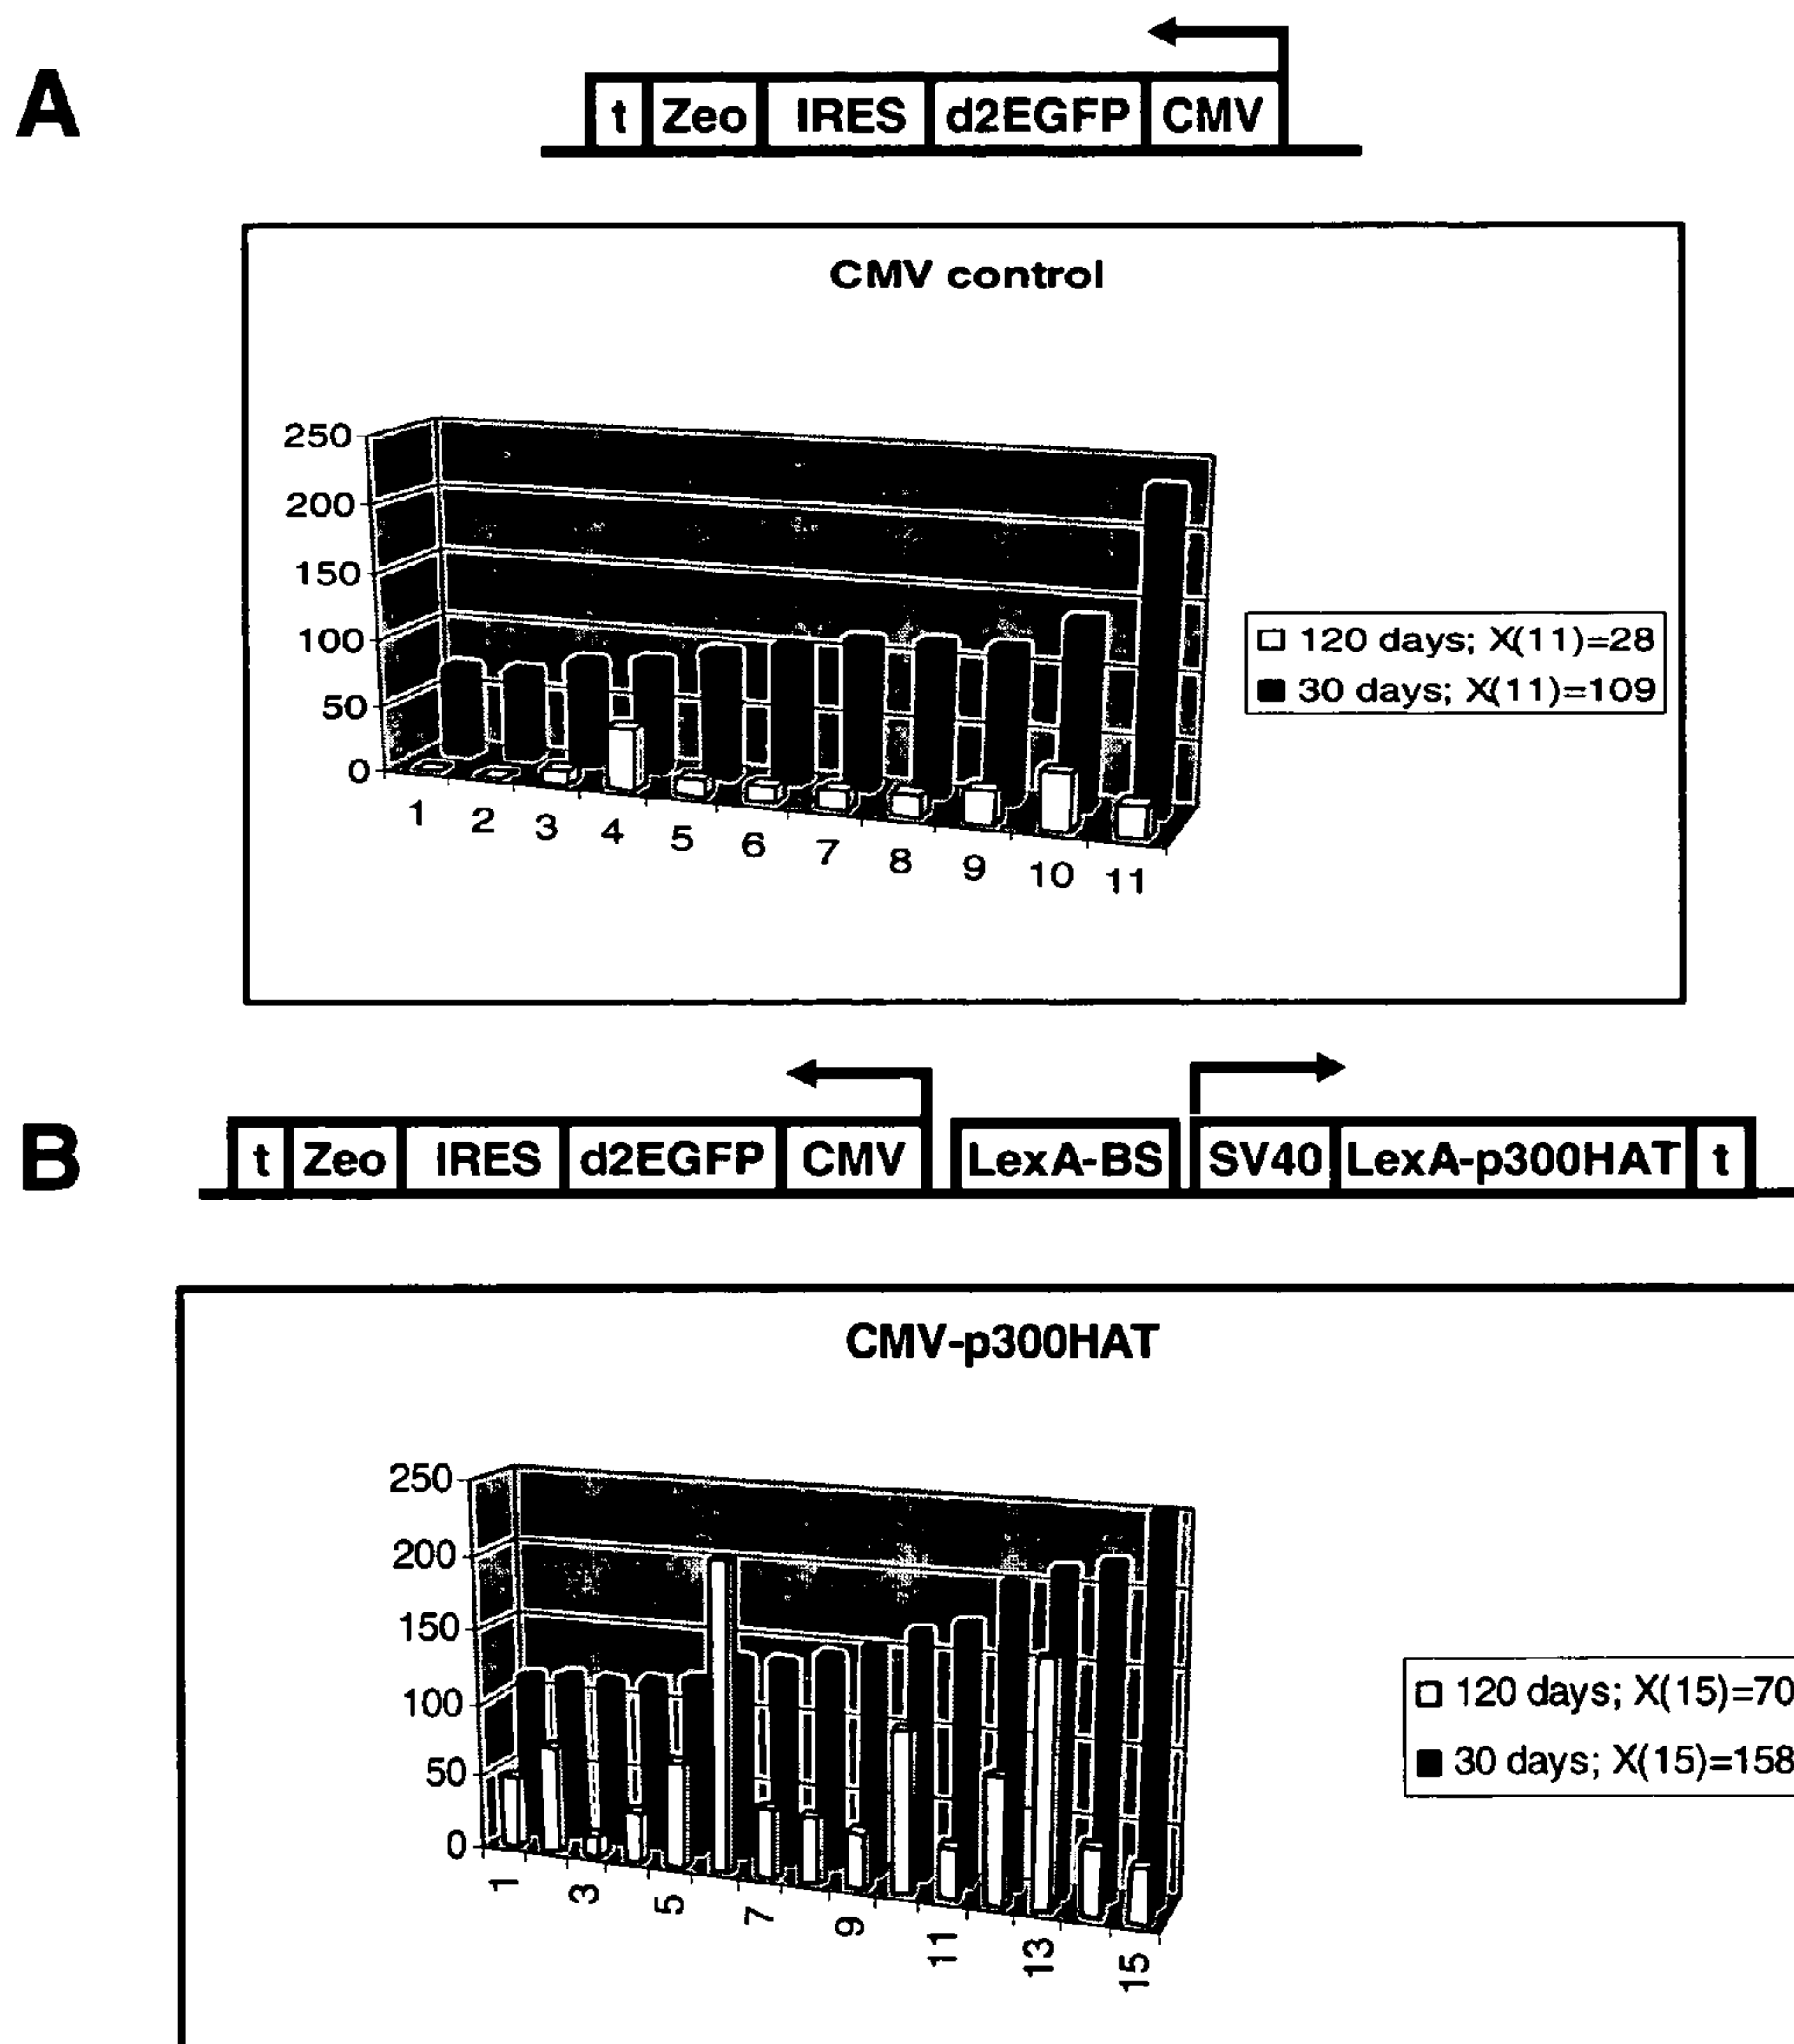 A
t Zeo IRES d2EGFP CMV
CMV control
250
200
150
100
50
0
1 2 3 4 5 6 7 8 9 10 11
120 days; X(11)=28
30 days; X(11)=109
B
t Zeo IRES d2EGFP CMV LexA-BS SV40 LexA-p300HAT t
CMV-p300HAT
250
200
150
100
50
0
1 3 5 7 9 11 13 15
120 days; X(15)=70
30 days; X(15)=158